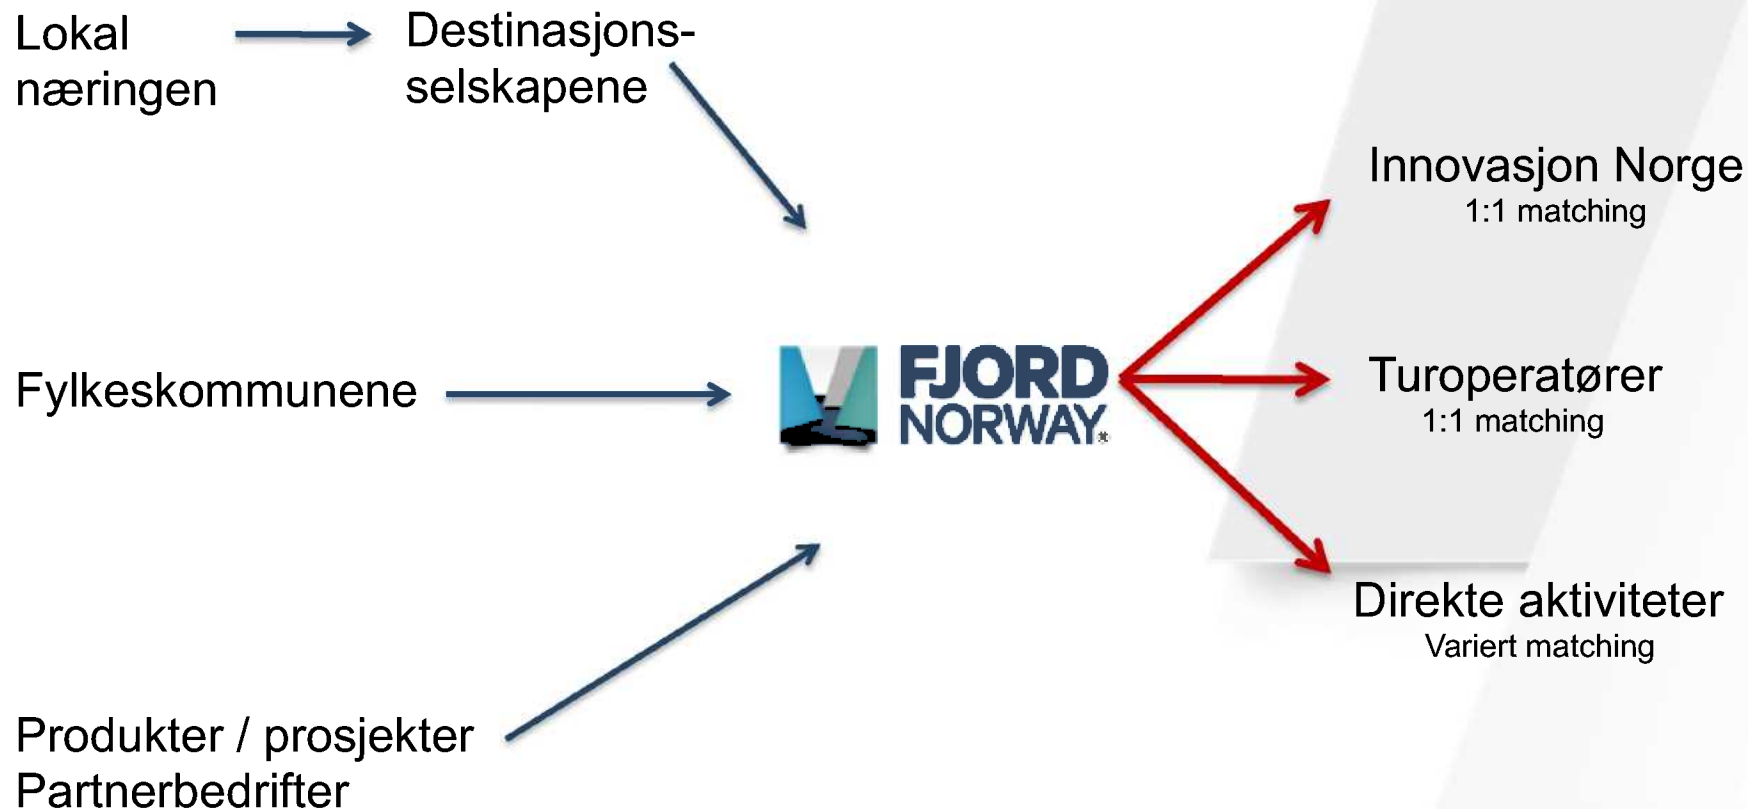 Lokal
næringen
Destinasjons-
selskapene
Innovasjon Norge
1:1 matching
Fylkeskommunene
FJORD
NORWAY
Turoperatører
1:1 matching
Direkte aktiviteter
Variert matching
Produkter / prosjekter
Partnerbedrifter